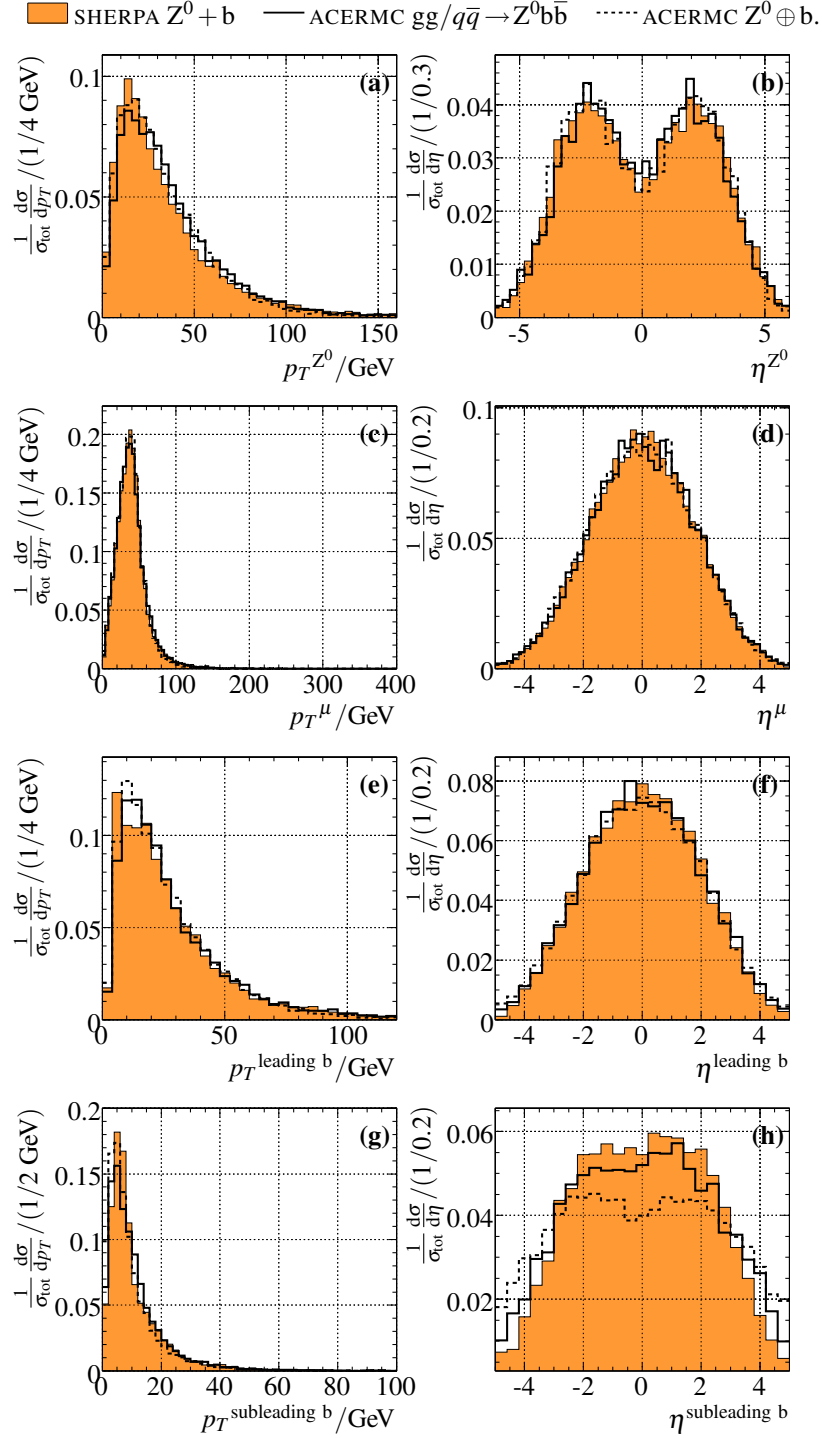 SHERPA Z⁰ + b ACERMC gg/qq̅ → Z⁰bb̅ ACERMC Z⁰ ⊕ b.
(a) (b)
1/σtot dσ/dpT /(1/4 GeV) 1/σtot dσ/dη /(1/0.3)
0.1 0.04
0.03
0.05 0.02
0.01
0 0
0 50 100 150 -5 0 5
pT^Z⁰/GeV η^Z⁰
(c) (d)
1/σtot dσ/dpT /(1/4 GeV) 1/σtot dσ/dη /(1/0.2)
0.1
0.2
0.15
0.1 0.05
0.05
0 0
0 100 200 300 400 -4 -2 0 2 4
pT^μ/GeV η^μ
(e) (f)
1/σtot dσ/dpT /(1/4 GeV) 1/σtot dσ/dη /(1/0.2)
0.08
0.1 0.06
0.04
0.05 0.02
0 0
0 50 100 -4 -2 0 2 4
pT^leading b/GeV η^leading b
(g) (h)
1/σtot dσ/dpT /(1/2 GeV) 1/σtot dσ/dη /(1/0.2)
0.2
0.06
0.15
0.1 0.04
0.05 0.02
0
0 20 40 60 80 100 -4 -2 0 2 4
pT^subleading b/GeV η^subleading b